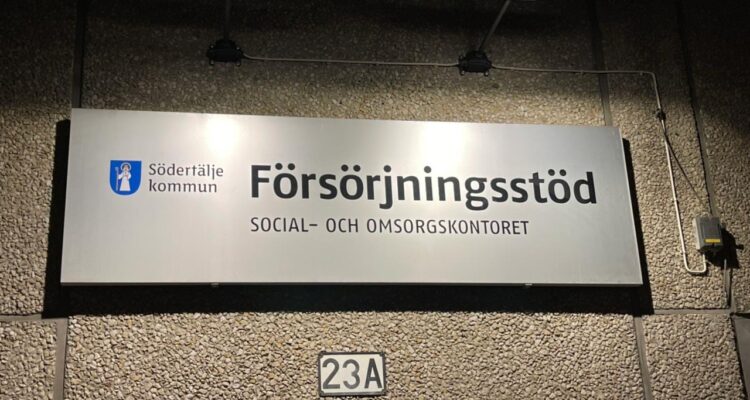 Södertälje
kommun
Försörjningsstöd
SOCIAL- OCH OMSORGSKONTORET
23A